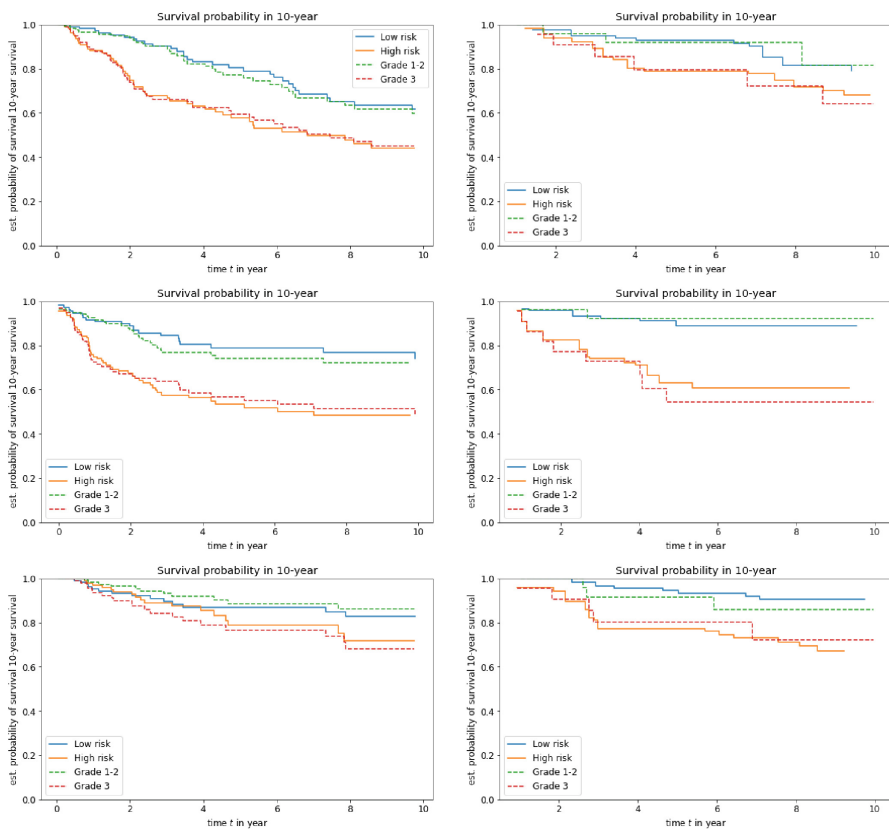 Survival probability in 10-year
est. probability of survival 10-year survival
1.0
0.8
0.6
0.4
0.2
0.0
Low risk
High risk
Grade 1-2
Grade 3
0 2 4 6 8 10
time t in year
Survival probability in 10-year
est. probability of survival 10-year survival
1.0
0.8
0.6
0.4
0.2
0.0
Low risk
High risk
Grade 1-2
Grade 3
2 4 6 8 10
time t in year
Survival probability in 10-year
est. probability of survival 10-year survival
1.0
0.8
0.6
0.4
0.2
0.0
Low risk
High risk
Grade 1-2
Grade 3
0 2 4 6 8 10
time t in year
Survival probability in 10-year
est. probability of survival 10-year survival
1.0
0.8
0.6
0.4
0.2
0.0
Low risk
High risk
Grade 1-2
Grade 3
2 4 6 8 10
time t in year
Survival probability in 10-year
est. probability of survival 10-year survival
1.0
0.8
0.6
0.4
0.2
0.0
Low risk
High risk
Grade 1-2
Grade 3
0 2 4 6 8 10
time t in year
Survival probability in 10-year
est. probability of survival 10-year survival
1.0
0.8
0.6
0.4
0.2
0.0
Low risk
High risk
Grade 1-2
Grade 3
2 4 6 8 10
time t in year